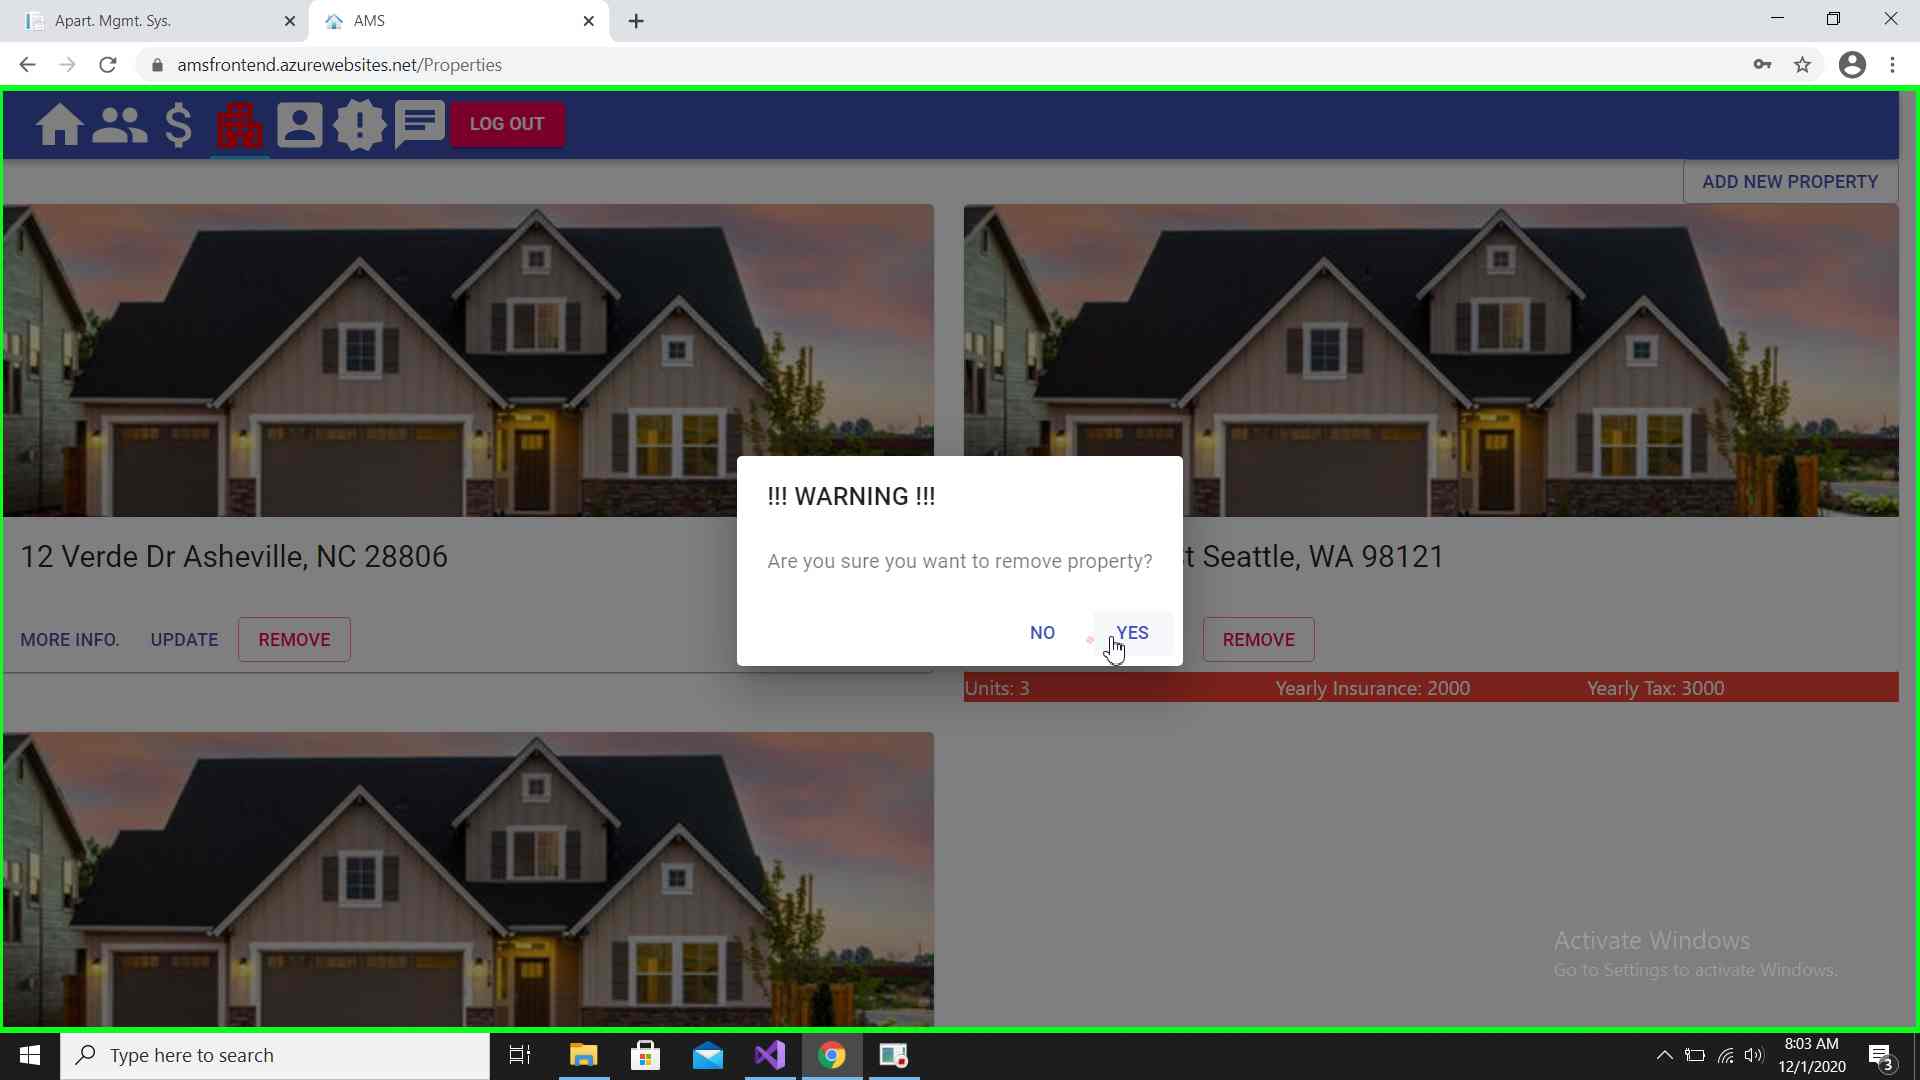 Apart. Mgmt. Sys.
AMS
amsfrontend.azurewebsites.net/Properties
LOG OUT
ADD NEW PROPERTY
!!! WARNING !!!
Are you sure you want to remove property?
NO YES
12 Verde Dr Asheville, NC 28806
MORE INFO. UPDATE REMOVE
Seattle, WA 98121
REMOVE
Units: 3 Yearly Insurance: 2000 Yearly Tax: 3000
Activate Windows
Go to Settings to activate Windows.
Type here to search
8:03 AM
12/1/2020
3